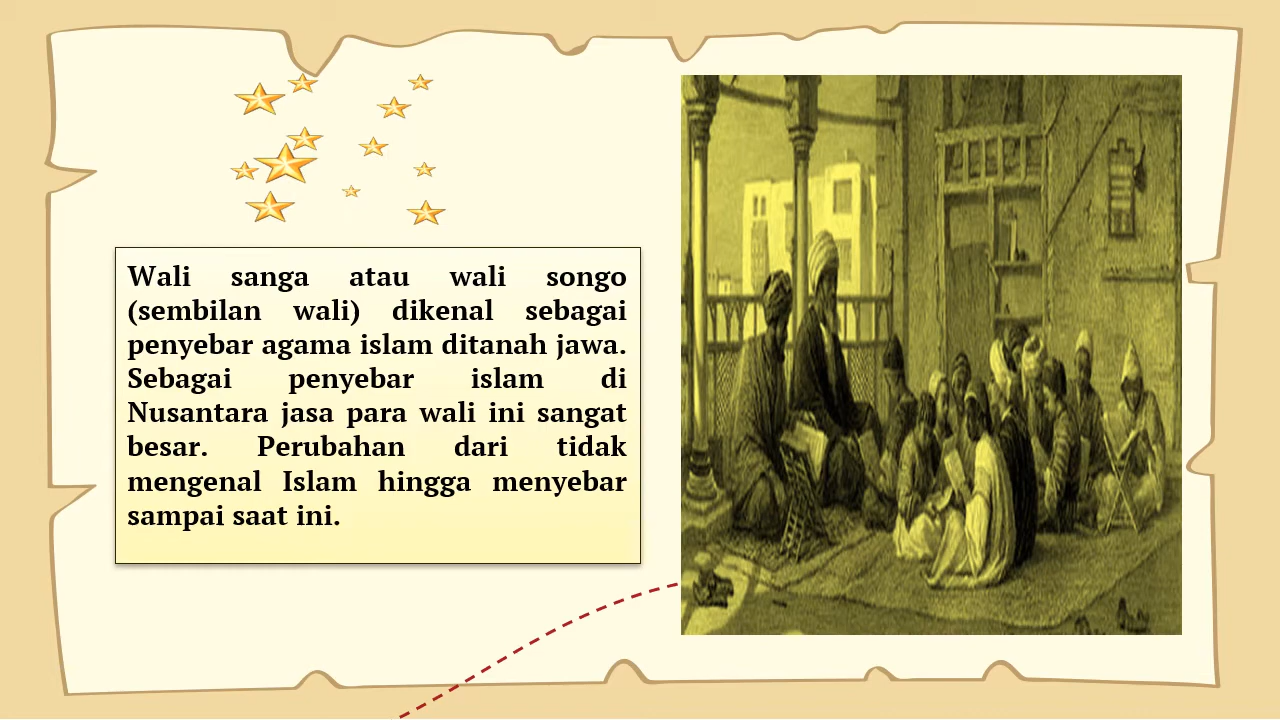 Wali sanga atau wali songo
(sembilan wali) dikenal sebagai
penyebar agama islam ditanah jawa.
Sebagai penyebar islam di
Nusantara jasa para wali ini sangat
besar. Perubahan dari tidak
mengenal Islam hingga menyebar
sampai saat ini.